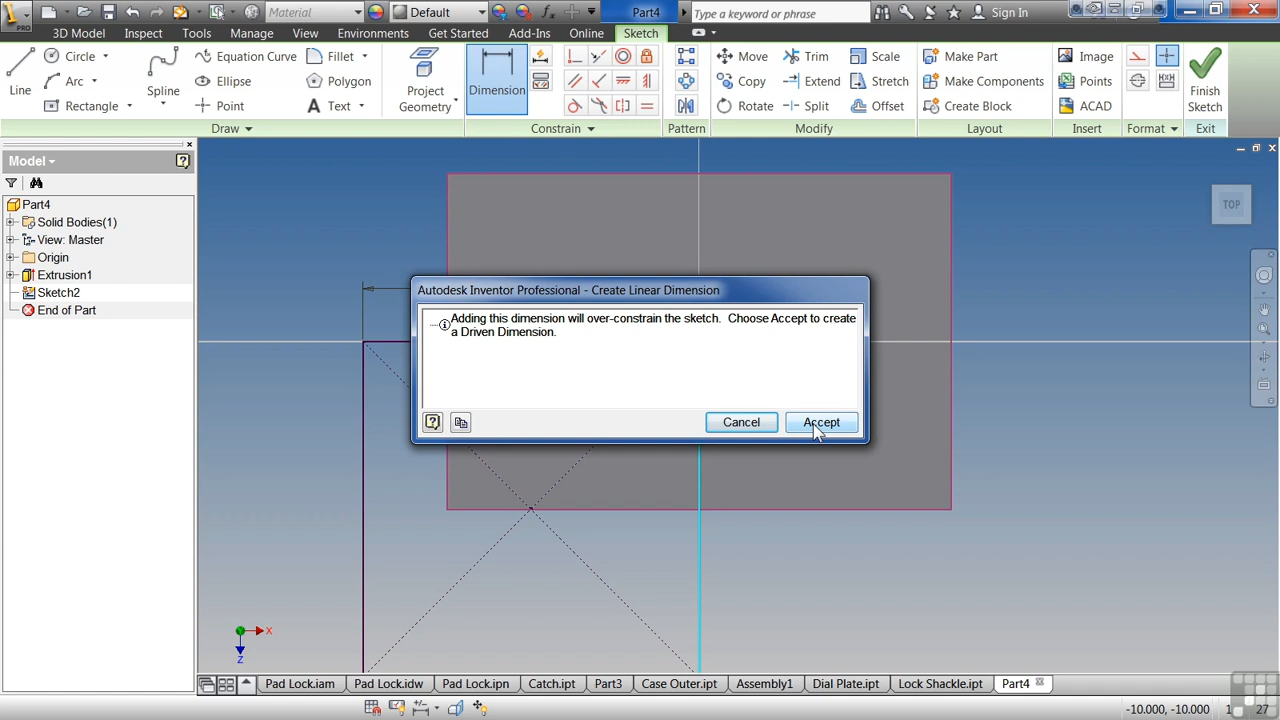 Material
Default
Part4
Type a keyword or phrase
Sign In
PRO
3D Model Inspect Tools Manage View Environments Get Started Add-Ins Online Sketch
Line
Circle
Arc
Rectangle
Spline
Equation Curve
Ellipse
Point
Fillet
Polygon
Text
Project
Geometry
Dimension
Move
Copy
Rotate
Trim
Extend
Split
Scale
Stretch
Offset
Make Part
Make Components
Create Block
Image
Points
ACAD
Finish
Sketch
Draw Constrain Pattern Modify Layout Insert Format Exit
Model
Part4
Solid Bodies(1)
View: Master
Origin
Extrusion1
Sketch2
End of Part
TOP
Autodesk Inventor Professional - Create Linear Dimension
Adding this dimension will over-constrain the sketch. Choose Accept to create
a Driven Dimension.
Cancel Accept
X
Z
Pad Lock.iam Pad Lock.idw Pad Lock.ipn Catch.ipt Part3 Case Outer.ipt Assembly1 Dial Plate.ipt Lock Shackle.ipt Part4
-10.000, -10.000 27